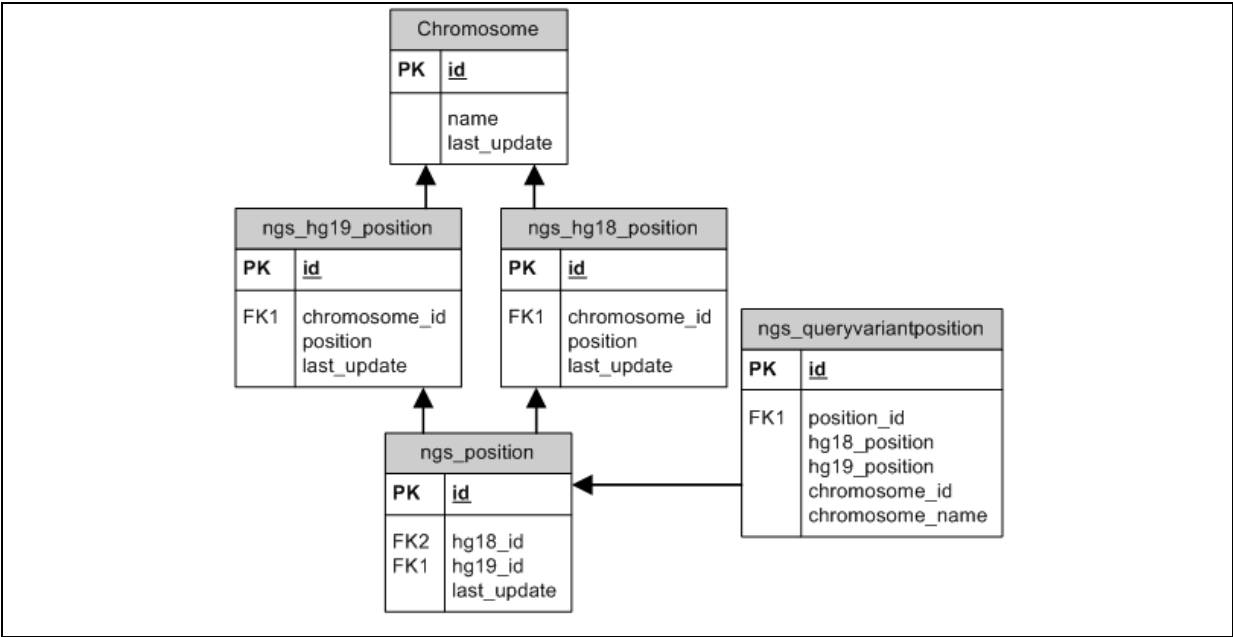 Chromosome
PK id
name
last_update
ngs_hg19_position
PK id
FK1 chromosome_id
position
last_update
ngs_hg18_position
PK id
FK1 chromosome_id
position
last_update
ngs_queryvariantposition
PK id
FK1 position_id
hg18_position
hg19_position
chromosome_id
chromosome_name
ngs_position
PK id
FK2 hg18_id
FK1 hg19_id
last_update